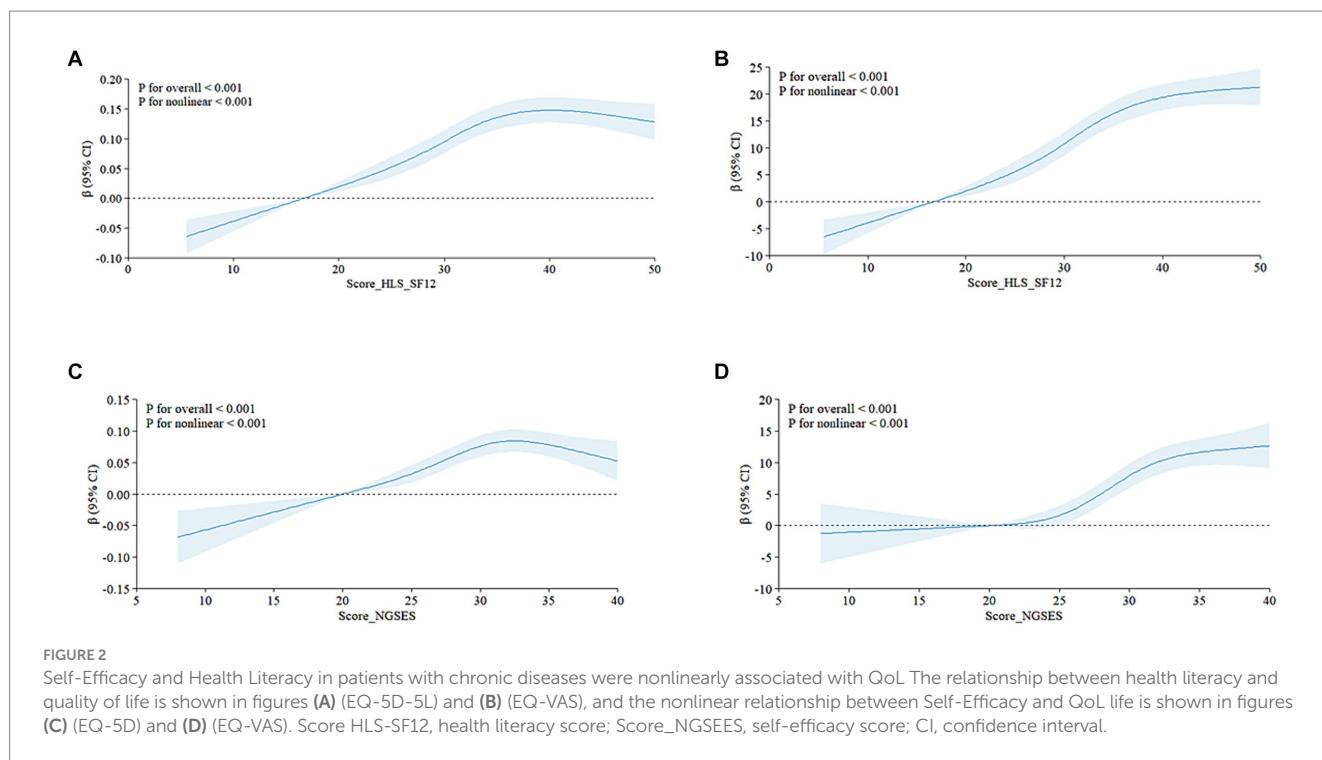 A
P for overall < 0.001
P for nonlinear < 0.001
0.20
0.15
0.10
0.05
0.00
-0.05
-0.10
β (95% CI)
0 10 20 30 40 50
Score_HLS_SF12
B
P for overall < 0.001
P for nonlinear < 0.001
25
20
15
10
5
0
-5
-10
β (95% CI)
0 10 20 30 40 50
Score_HLS_SF12
C
P for overall < 0.001
P for nonlinear < 0.001
0.15
0.10
0.05
0.00
-0.05
-0.10
-0.15
β (95% CI)
5 10 15 20 25 30 35 40
Score_NGSES
D
P for overall < 0.001
P for nonlinear < 0.001
20
15
10
5
0
-5
-10
β (95% CI)
5 10 15 20 25 30 35 40
Score_NGSES
FIGURE 2
Self-Efficacy and Health Literacy in patients with chronic diseases were nonlinearly associated with QoL The relationship between health literacy and
quality of life is shown in figures (A) (EQ-5D-5L) and (B) (EQ-VAS), and the nonlinear relationship between Self-Efficacy and QoL life is shown in figures
(C) (EQ-5D) and (D) (EQ-VAS). Score HLS-SF12, health literacy score; Score_NGSEES, self-efficacy score; CI, confidence interval.